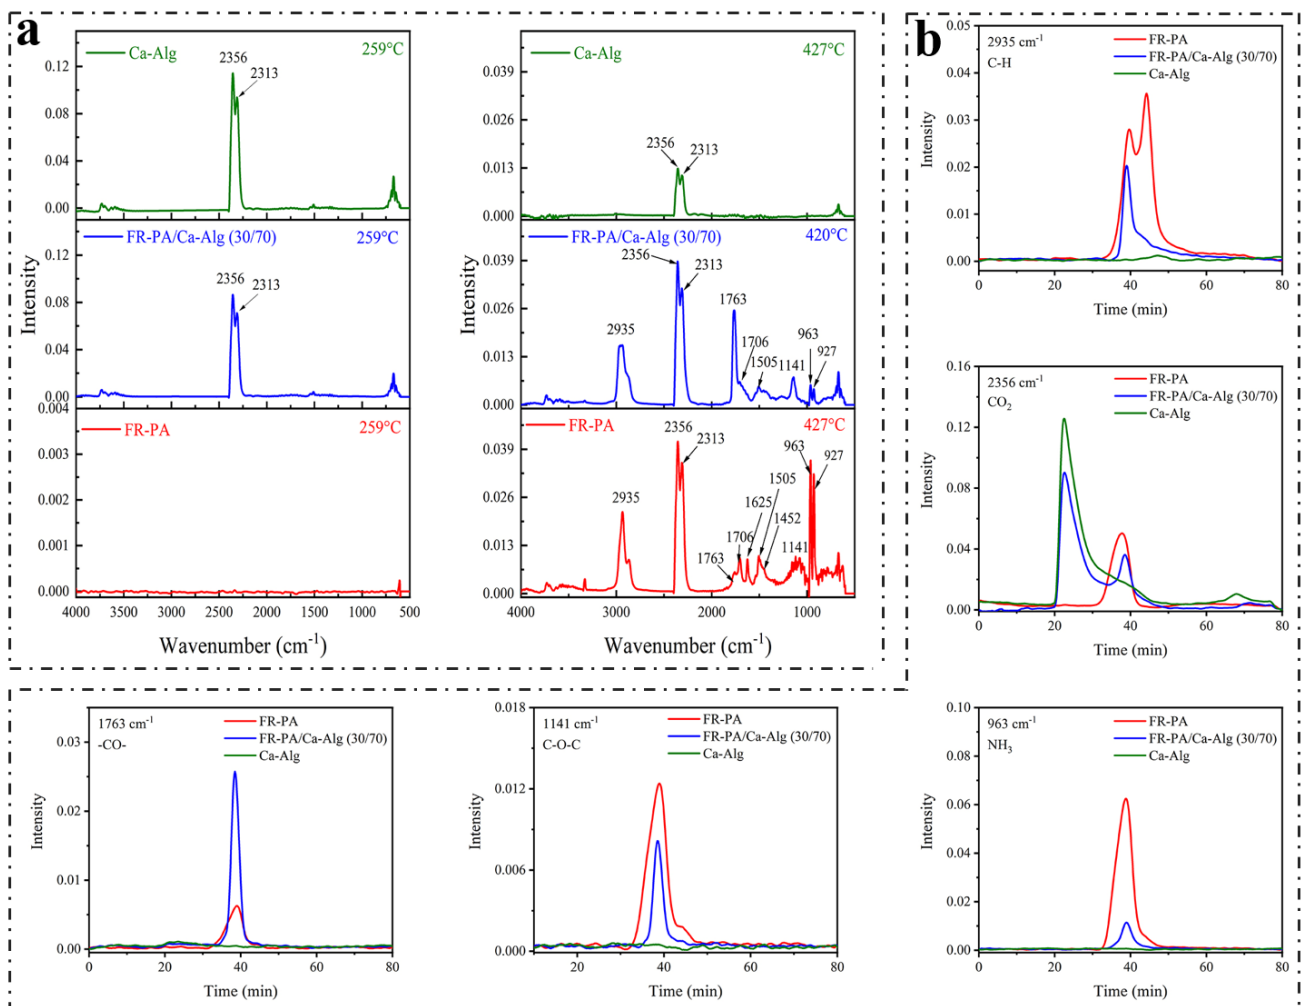 a
Ca-Alg
259°C
2356
2313
0.12
0.08
0.04
0.00
FR-PA/Ca-Alg (30/70)
259°C
2356
2313
0.12
0.08
0.04
0.00
FR-PA
259°C
0.004
0.003
0.002
0.001
0.000
4000 3500 3000 2500 2000 1500 1000 500
Intensity
Wavenumber (cm⁻¹)
Ca-Alg
427°C
2356
2313
0.039
0.026
0.013
0.000
FR-PA/Ca-Alg (30/70)
420°C
2356
2313
2935
1763
1706
1505
1141
963
927
0.039
0.026
0.013
0.000
FR-PA
427°C
2356
2313
2935
1763
1706
1625
1505
1452
1141
963
927
0.039
0.026
0.013
0.000
4000 3000 2000 1000
Intensity
Wavenumber (cm⁻¹)
b
2935 cm⁻¹
C-H
FR-PA
FR-PA/Ca-Alg (30/70)
Ca-Alg
0.05
0.04
0.03
0.02
0.01
0.00
0 20 40 60 80
Intensity
Time (min)
2356 cm⁻¹
CO₂
FR-PA
FR-PA/Ca-Alg (30/70)
Ca-Alg
0.16
0.12
0.08
0.04
0.00
0 20 40 60 80
Intensity
Time (min)
1763 cm⁻¹
-CO-
FR-PA
FR-PA/Ca-Alg (30/70)
Ca-Alg
0.03
0.02
0.01
0.00
0 20 40 60 80
Intensity
Time (min)
1141 cm⁻¹
C-O-C
FR-PA
FR-PA/Ca-Alg (30/70)
Ca-Alg
0.018
0.012
0.006
0.000
20 40 60 80
Intensity
Time (min)
963 cm⁻¹
NH₃
FR-PA
FR-PA/Ca-Alg (30/70)
Ca-Alg
0.10
0.08
0.06
0.04
0.02
0.00
0 20 40 60 80
Intensity
Time (min)